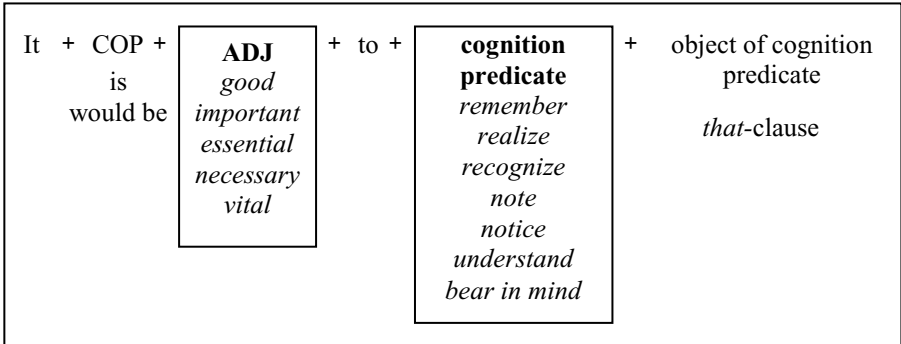 It + COP + ADJ + to + cognition + object of cognition
is good predicate predicate
would be important remember
essential realize that-clause
necessary recognize
vital note
notice
understand
bear in mind